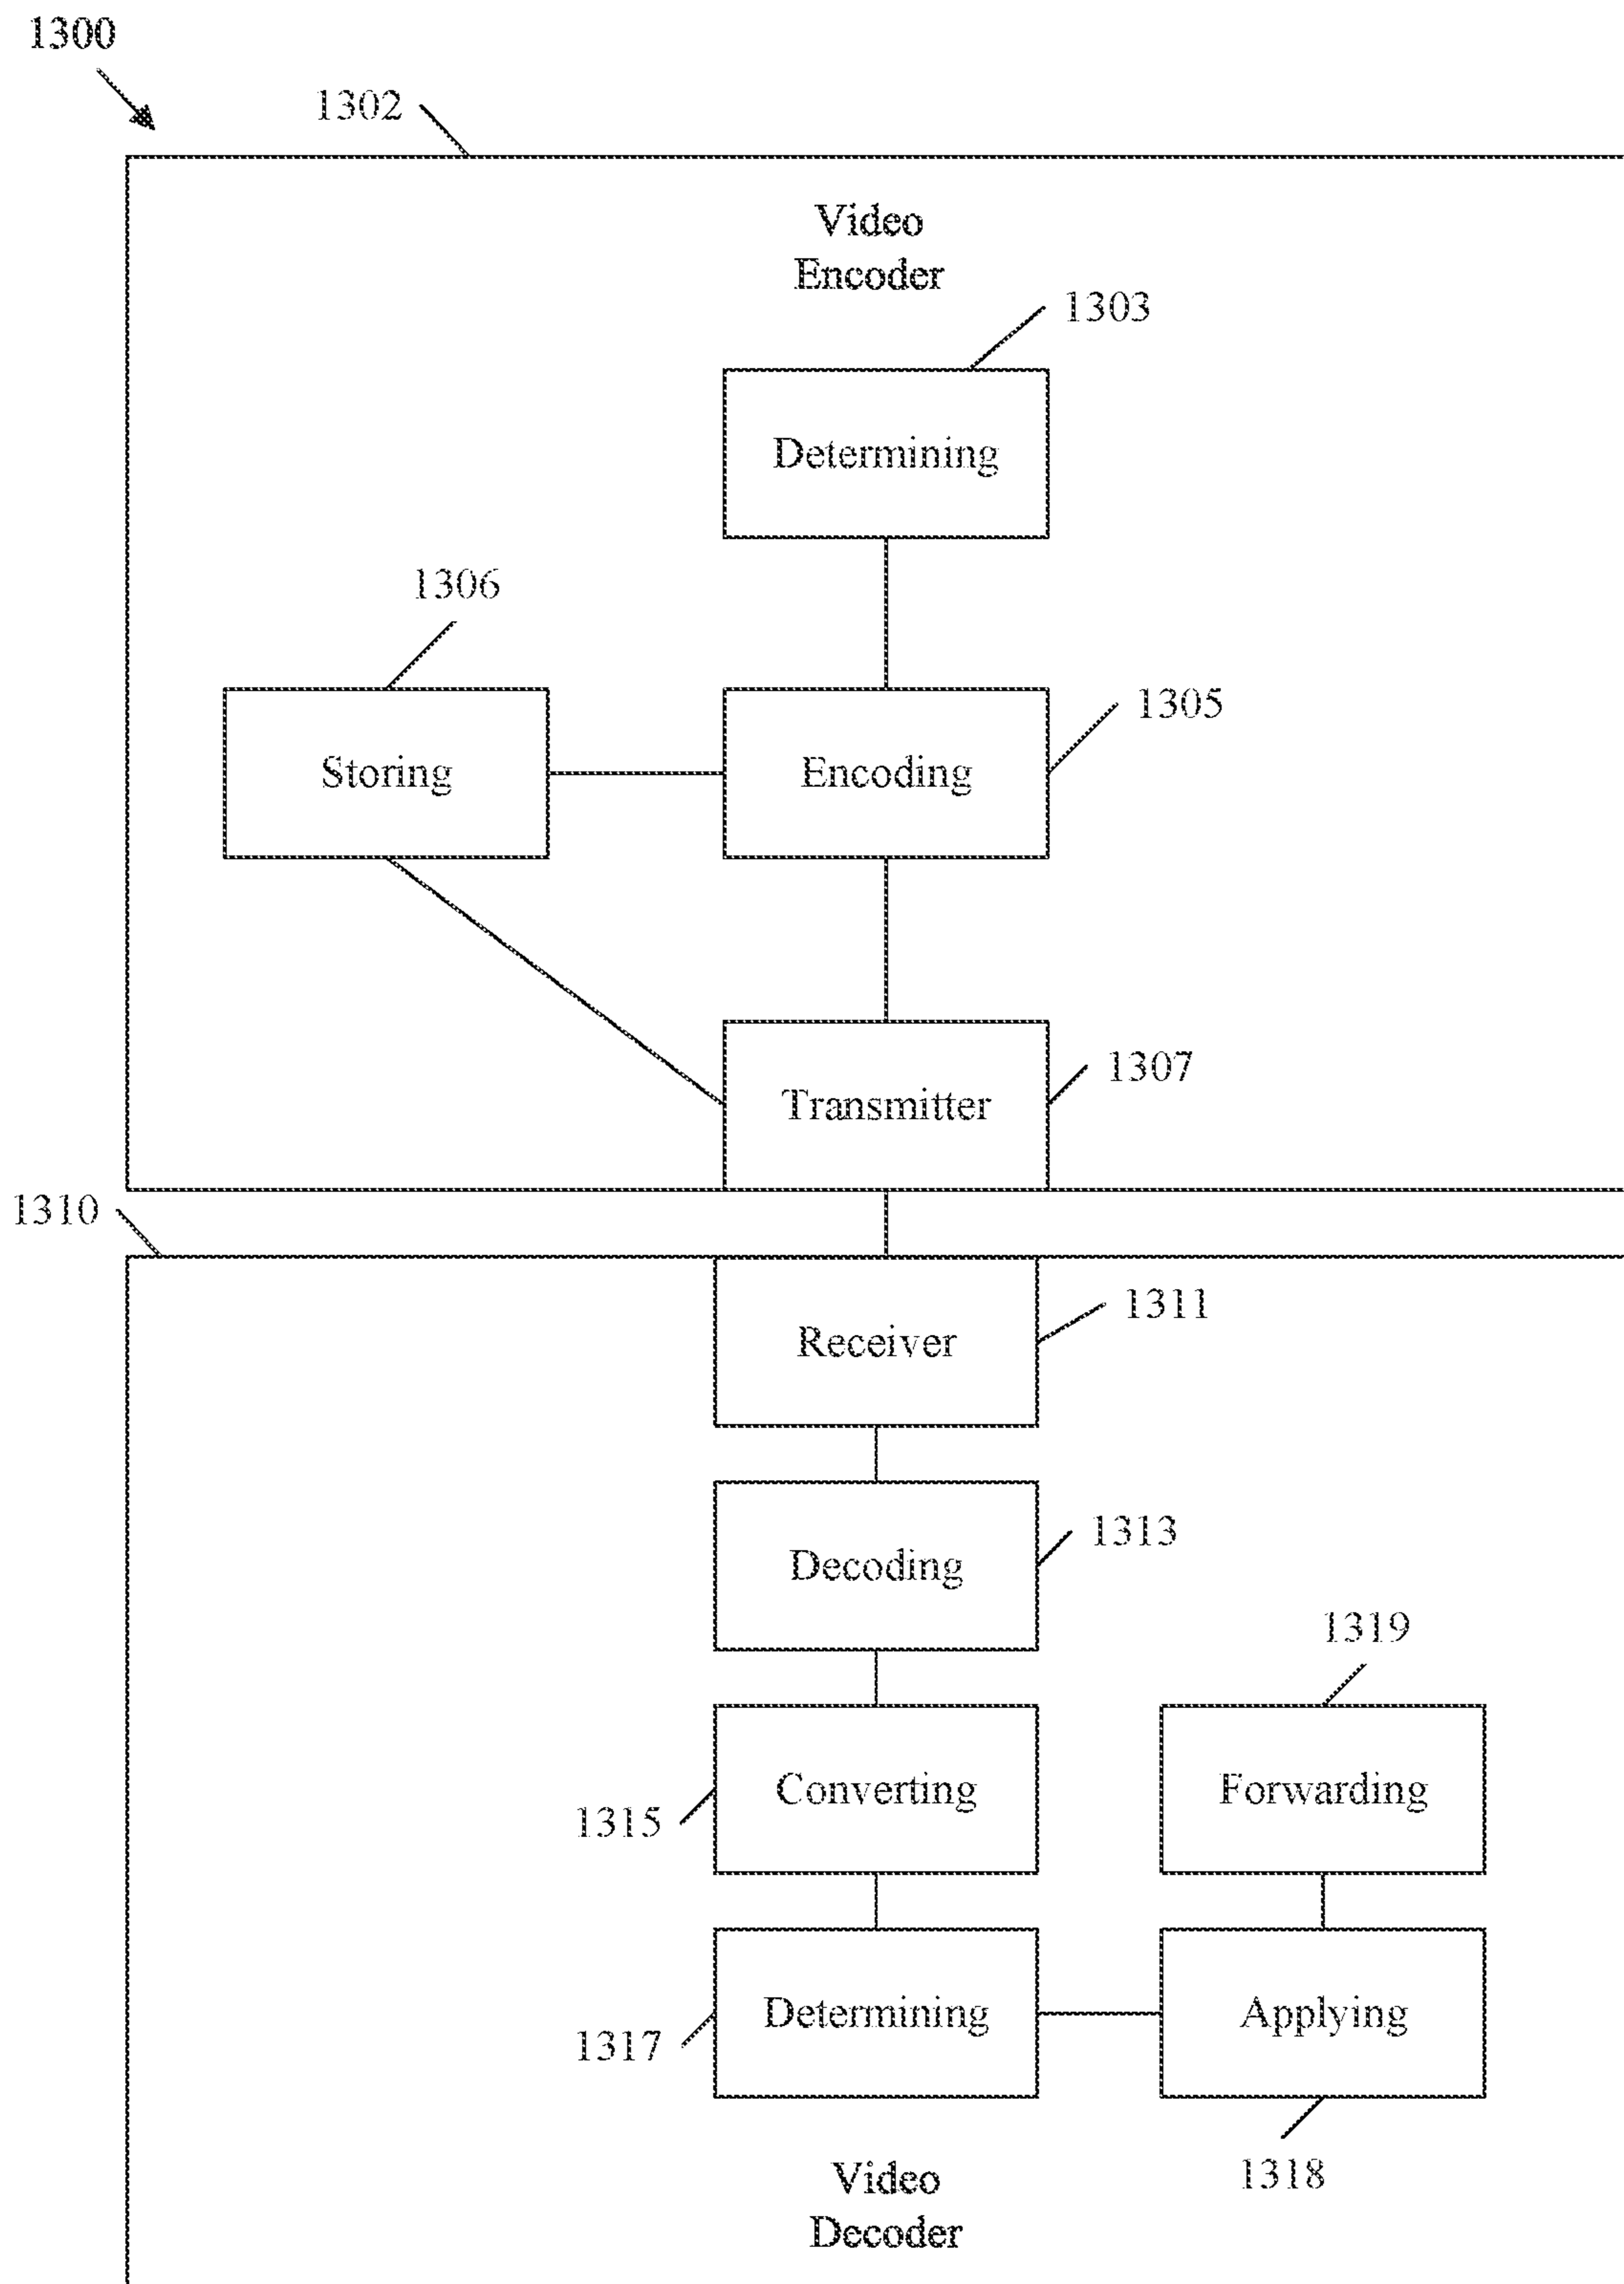 1300
1302
Video
Encoder
1303
Determining
1306
1305
Storing
Encoding
1307
Transmitter
1310
1311
Receiver
1313
Decoding
1319
Converting
Forwarding
1315
Determining
Applying
1317
1318
Video
Decoder